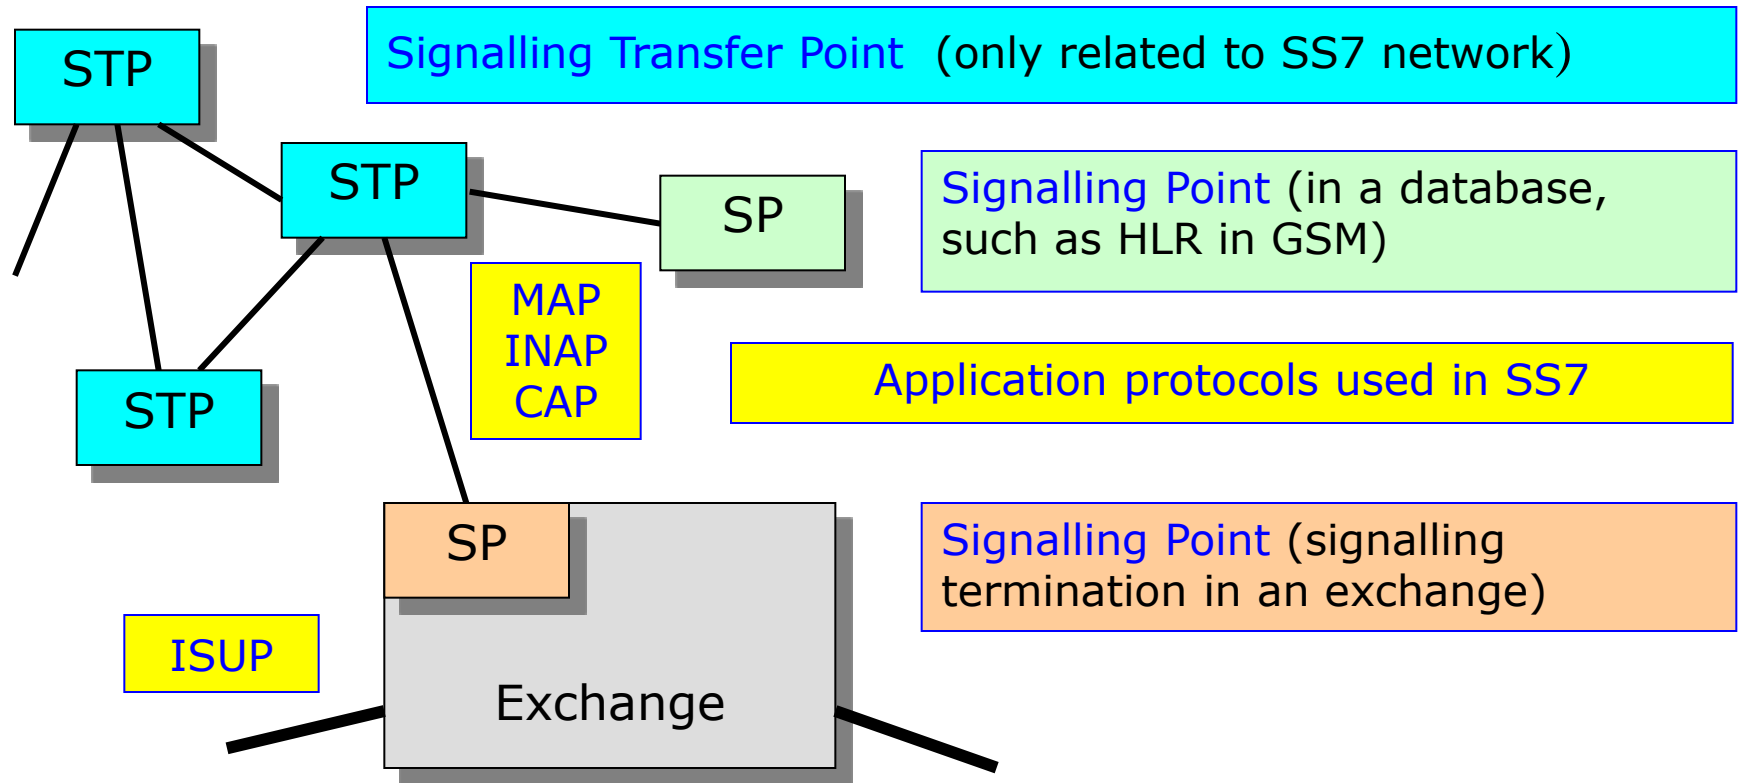 STP
Signalling Transfer Point (only related to SS7 network)
STP
SP
Signalling Point (in a database,
such as HLR in GSM)
MAP
INAP
CAP
Application protocols used in SS7
STP
SP
Signalling Point (signalling
termination in an exchange)
ISUP
Exchange